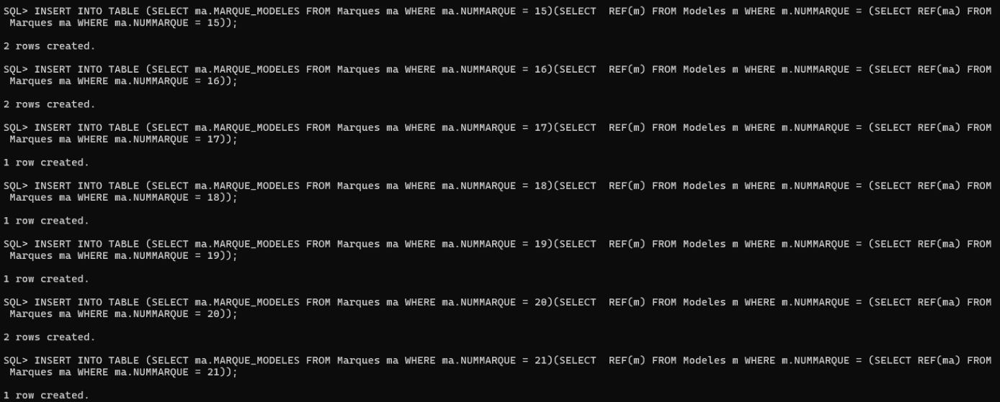 SQL> INSERT INTO TABLE (SELECT ma.MARQUE_MODELES FROM Marques ma WHERE ma.NUMMARQUE = 15)(SELECT  REF(m) FROM Modeles m WHERE m.NUMMARQUE = (SELECT REF(ma) FROM
 Marques ma WHERE ma.NUMMARQUE = 15));
2 rows created.
SQL> INSERT INTO TABLE (SELECT ma.MARQUE_MODELES FROM Marques ma WHERE ma.NUMMARQUE = 16)(SELECT  REF(m) FROM Modeles m WHERE m.NUMMARQUE = (SELECT REF(ma) FROM
 Marques ma WHERE ma.NUMMARQUE = 16));
2 rows created.
SQL> INSERT INTO TABLE (SELECT ma.MARQUE_MODELES FROM Marques ma WHERE ma.NUMMARQUE = 17)(SELECT  REF(m) FROM Modeles m WHERE m.NUMMARQUE = (SELECT REF(ma) FROM
 Marques ma WHERE ma.NUMMARQUE = 17));
1 row created.
SQL> INSERT INTO TABLE (SELECT ma.MARQUE_MODELES FROM Marques ma WHERE ma.NUMMARQUE = 18)(SELECT  REF(m) FROM Modeles m WHERE m.NUMMARQUE = (SELECT REF(ma) FROM
 Marques ma WHERE ma.NUMMARQUE = 18));
1 row created.
SQL> INSERT INTO TABLE (SELECT ma.MARQUE_MODELES FROM Marques ma WHERE ma.NUMMARQUE = 19)(SELECT  REF(m) FROM Modeles m WHERE m.NUMMARQUE = (SELECT REF(ma) FROM
 Marques ma WHERE ma.NUMMARQUE = 19));
1 row created.
SQL> INSERT INTO TABLE (SELECT ma.MARQUE_MODELES FROM Marques ma WHERE ma.NUMMARQUE = 20)(SELECT  REF(m) FROM Modeles m WHERE m.NUMMARQUE = (SELECT REF(ma) FROM
 Marques ma WHERE ma.NUMMARQUE = 20));
2 rows created.
SQL> INSERT INTO TABLE (SELECT ma.MARQUE_MODELES FROM Marques ma WHERE ma.NUMMARQUE = 21)(SELECT  REF(m) FROM Modeles m WHERE m.NUMMARQUE = (SELECT REF(ma) FROM
 Marques ma WHERE ma.NUMMARQUE = 21));
1 row created.